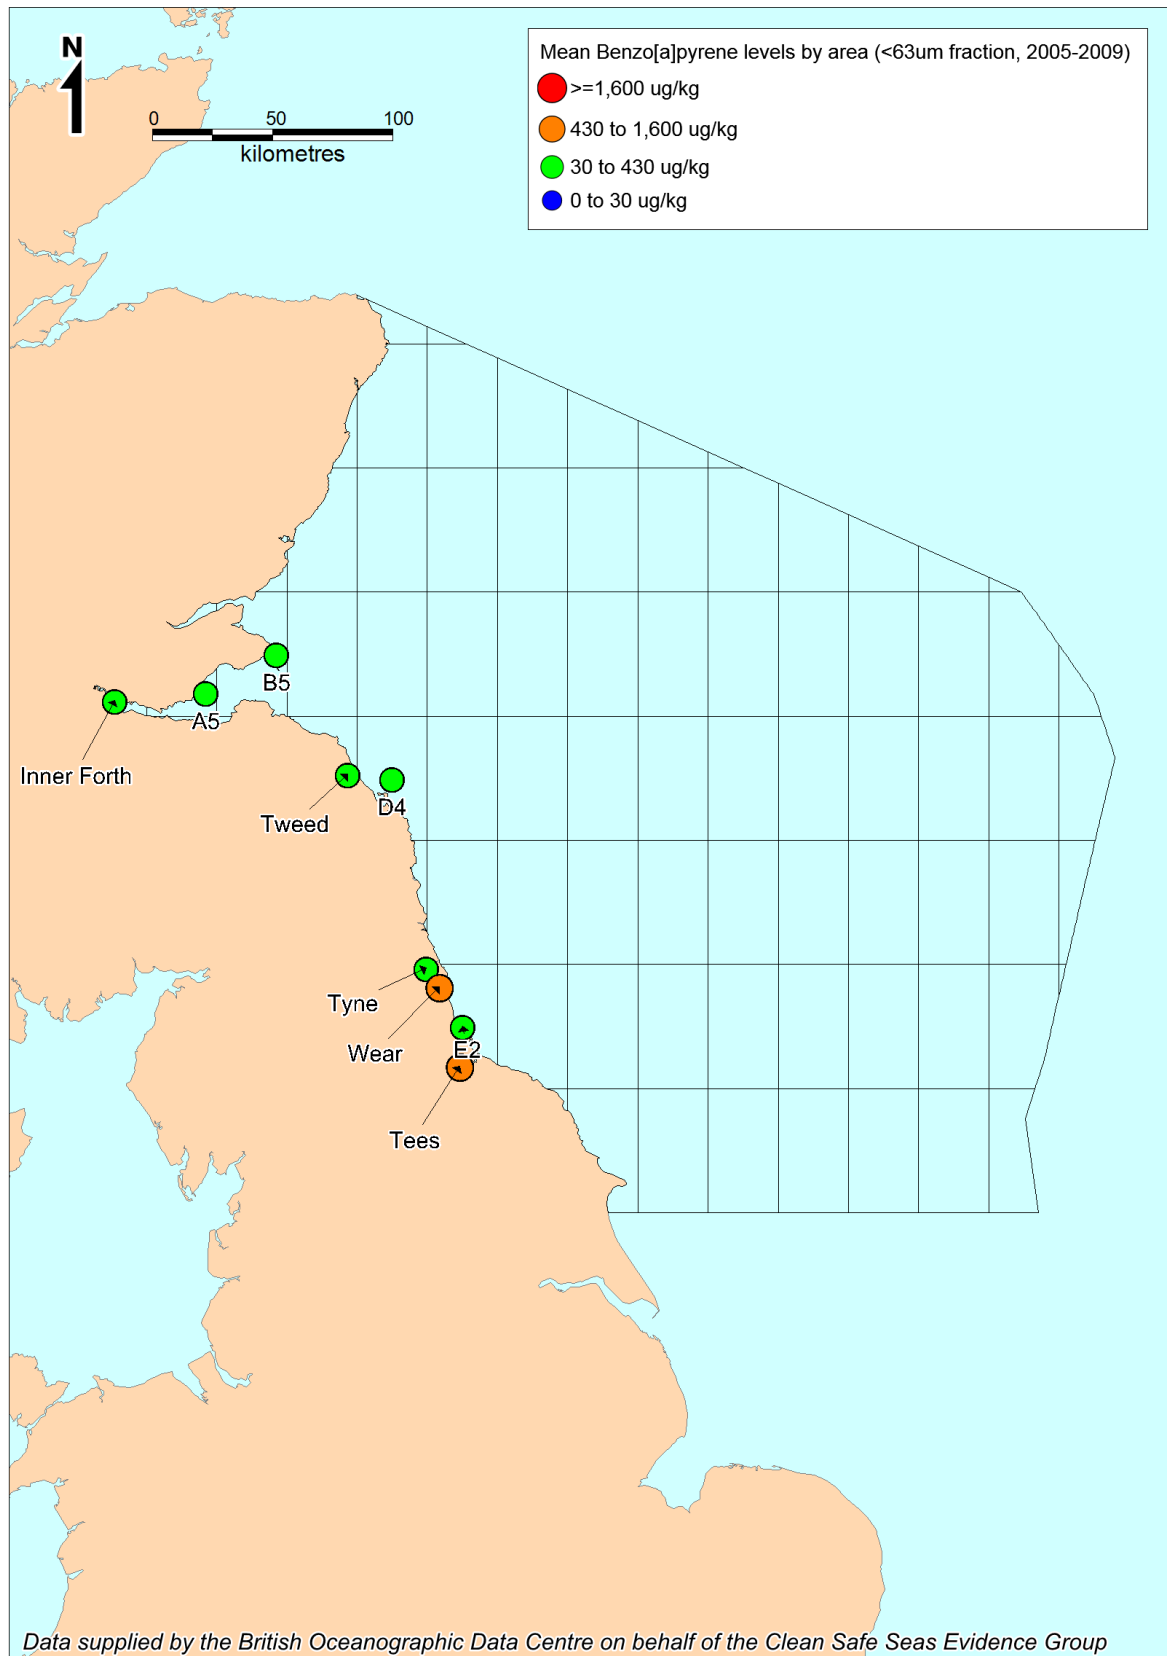 N
0 50 100
kilometres
Mean Benzo[a]pyrene levels by area (<63um fraction, 2005-2009)
>=1,600 ug/kg
430 to 1,600 ug/kg
30 to 430 ug/kg
0 to 30 ug/kg
B5
A5
Inner Forth
D4
Tweed
Tyne
Wear
E2
Tees
Data supplied by the British Oceanographic Data Centre on behalf of the Clean Safe Seas Evidence Group